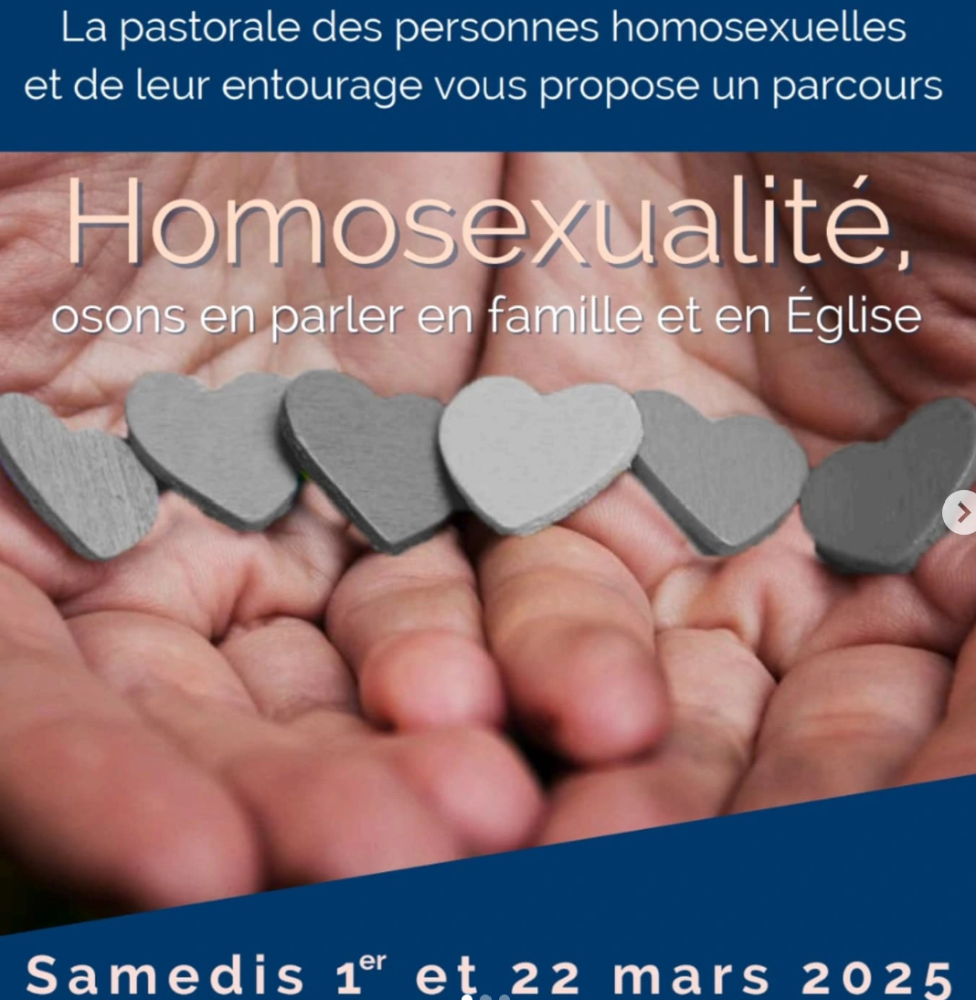 La pastorale des personnes homosexuelles
et de leur entourage vous propose un parcours
Homosexualité,
osons en parler en famille et en Église
Samedis 1er et 22 mars 2025